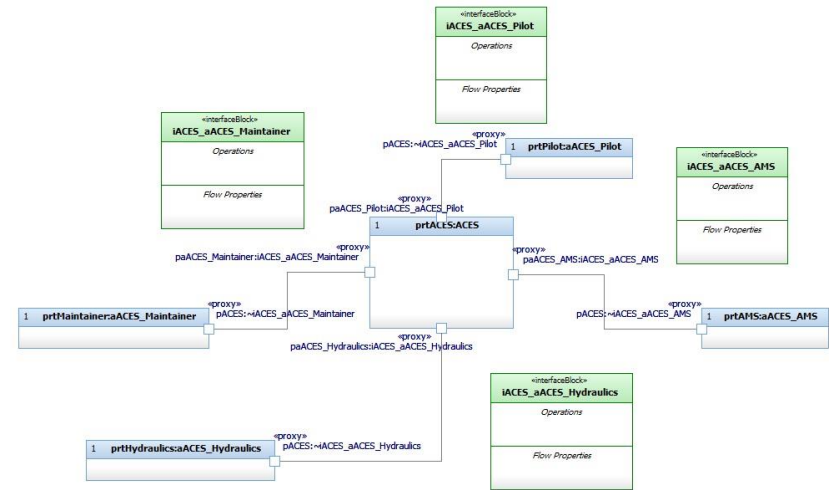 «interfaceBlock»
iACES_aACES_Pilot
Operations
Flow Properties
«interfaceBlock»
iACES_aACES_Maintainer
Operations
Flow Properties
«proxy»
pACES:~iACES_aACES_Pilot
1 prtPilot:aACES_Pilot
«interfaceBlock»
iACES_aACES_AMS
Operations
Flow Properties
«proxy»
paACES_Pilot:iACES_aACES_Pilot
1 prtACES:ACES
«proxy»
paACES_Maintainer:iACES_aACES_Maintainer
«proxy»
paACES_AMS:iACES_aACES_AMS
1 prtMaintainer:aACES_Maintainer
«proxy»
pACES:~iACES_aACES_Maintainer
«proxy»
pACES:~iACES_aACES_AMS
1 prtAMS:aACES_AMS
«proxy»
paACES_Hydraulics:iACES_aACES_Hydraulics
«interfaceBlock»
iACES_aACES_Hydraulics
Operations
Flow Properties
1 prtHydraulics:aACES_Hydraulics
«proxy»
pACES:~iACES_aACES_Hydraulics